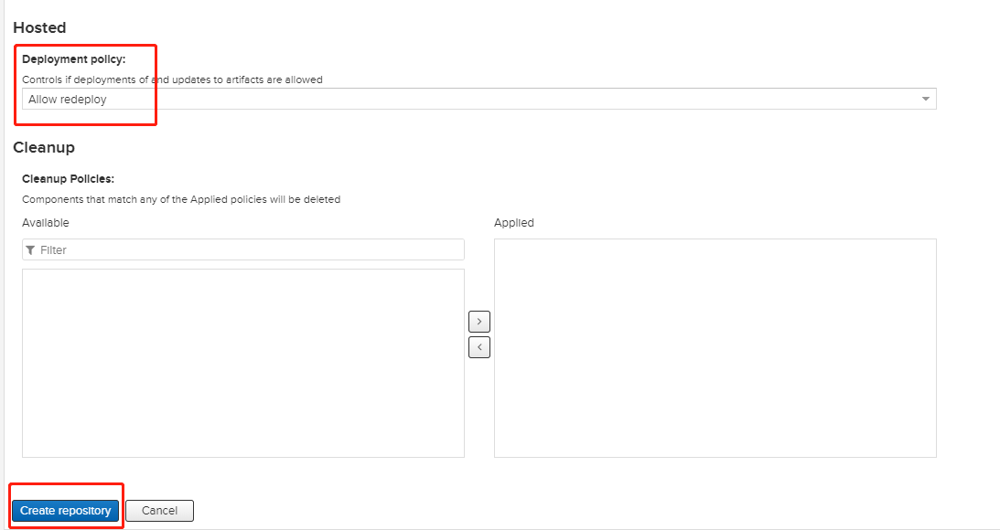 Hosted
Deployment policy:
Controls if deployments of and updates to artifacts are allowed
Allow redeploy
Cleanup
Cleanup Policies:
Components that match any of the Applied policies will be deleted
Available
Applied
Filter
>
<
Create repository
Cancel